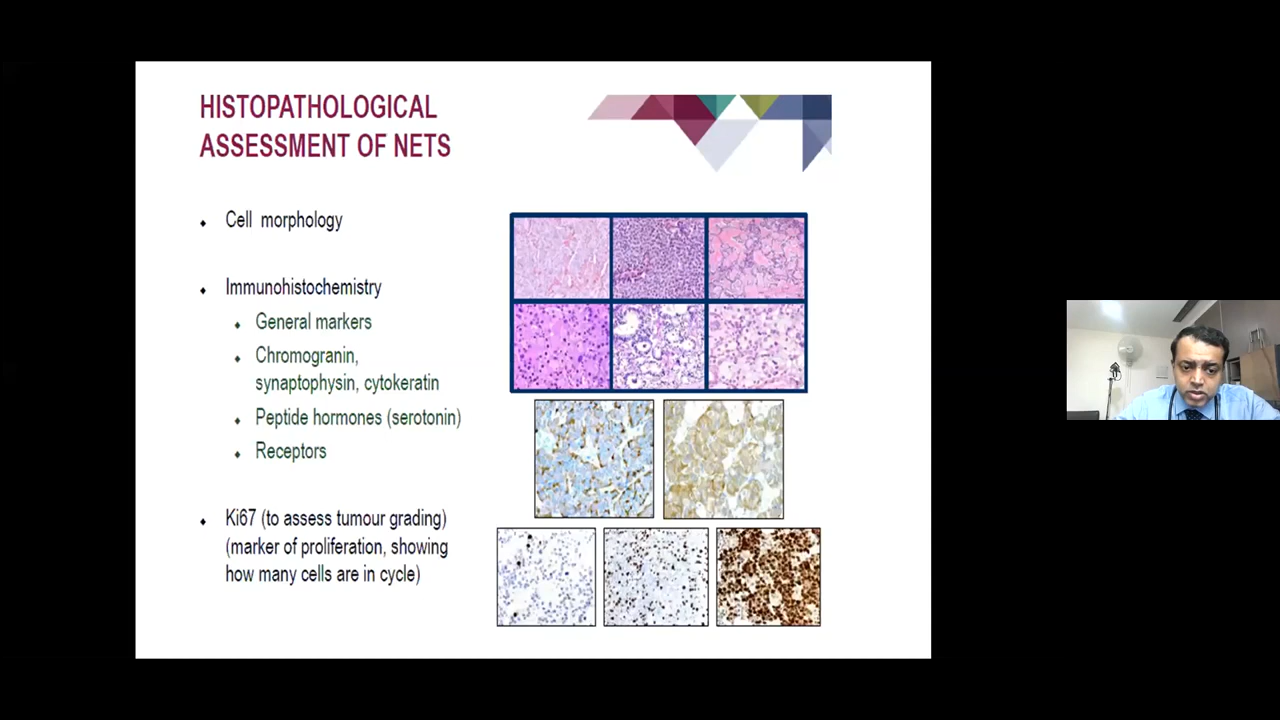 HISTOPATHOLOGICAL
ASSESSMENT OF NETS
Cell morphology
Immunohistochemistry
General markers
Chromogranin,
synaptophysin, cytokeratin
Peptide hormones (serotonin)
Receptors
Ki67 (to assess tumour grading)
(marker of proliferation, showing
how many cells are in cycle)